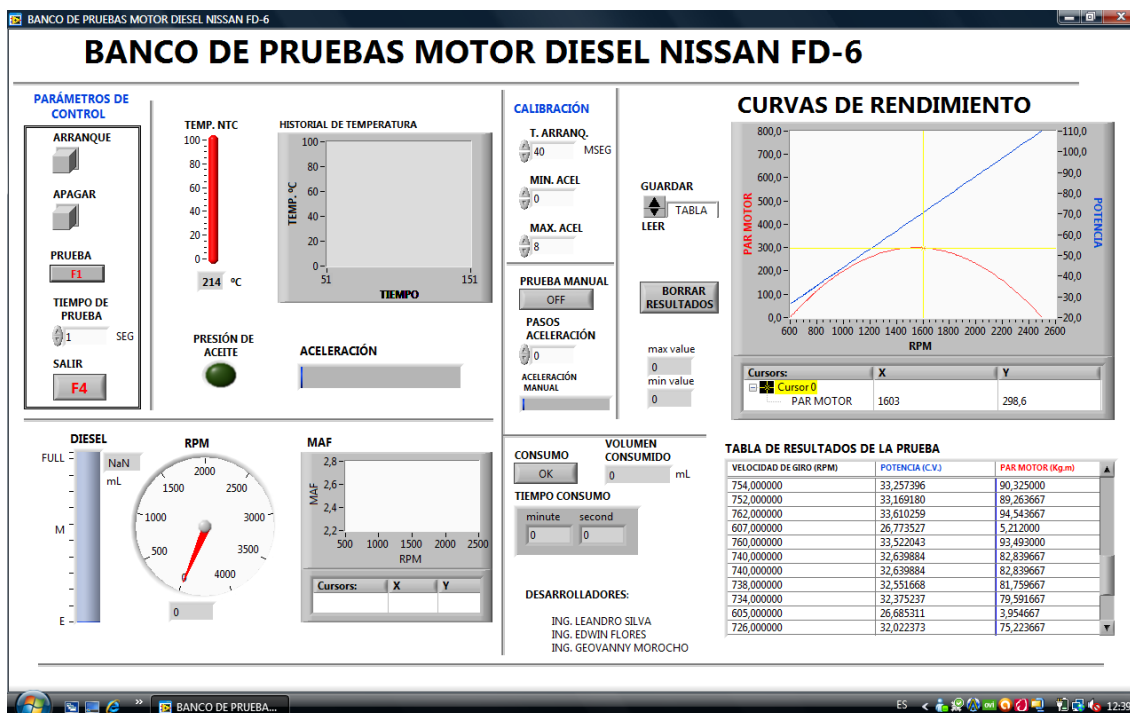 BANCO DE PRUEBAS MOTOR DIESEL NISSAN FD-6
BANCO DE PRUEBAS MOTOR DIESEL NISSAN FD-6
PARÁMETROS DE
CONTROL
ARRANQUE
APAGAR
PRUEBA
F1
TIEMPO DE
PRUEBA
1 SEG
SALIR
F4
TEMP. NTC
100
80
60
40
20
0
214 ºC
HISTORIAL DE TEMPERATURA
TEMP. ºC
100
80
60
40
20
0
51 151
TIEMPO
PRESIÓN DE
ACEITE
ACELERACIÓN
CALIBRACIÓN
T. ARRANQ.
40 MSEG
MIN. ACEL
0
MAX. ACEL
8
PRUEBA MANUAL
OFF
PASOS
ACELERACIÓN
0
ACELERACIÓN
MANUAL
GUARDAR
TABLA
LEER
BORRAR
RESULTADOS
max value
0
min value
0
CURVAS DE RENDIMIENTO
PAR MOTOR
800,0
700,0
600,0
500,0
400,0
300,0
200,0
100,0
0,0
110,0
100,0
90,0
80,0
70,0
60,0
50,0
40,0
30,0
20,0
POTENCIA
600 800 1000 1200 1400 1600 1800 2000 2200 2400 2600
RPM
Cursors: X Y
Cursor 0
PAR MOTOR 1603 298,6
DIESEL
FULL
M
E
NaN
mL
RPM
0
500
1000
1500
2000
2500
3000
3500
4000
0
MAF
MAF
2,8
2,6
2,4
2,2
500 1000 1500 2000 2500
RPM
Cursors: X Y
CONSUMO
OK
VOLUMEN
CONSUMIDO
0 mL
TIEMPO CONSUMO
minute second
0 0
DESARROLLADORES:
ING. LEANDRO SILVA
ING. EDWIN FLORES
ING. GEOVANNY MOROCHO
TABLA DE RESULTADOS DE LA PRUEBA
VELOCIDAD DE GIRO (RPM) POTENCIA (C.V.) PAR MOTOR (Kg.m)
754,000000 33,257396 90,325000
752,000000 33,169180 89,263667
762,000000 33,610259 94,543667
607,000000 26,773527 5,212000
760,000000 33,522043 93,493000
740,000000 32,639884 82,839667
740,000000 32,639884 82,839667
738,000000 32,551668 81,759667
734,000000 32,375237 79,591667
605,000000 26,685311 3,954667
726,000000 32,022373 75,223667
BANCO DE PRUEBA...
ES
12:39